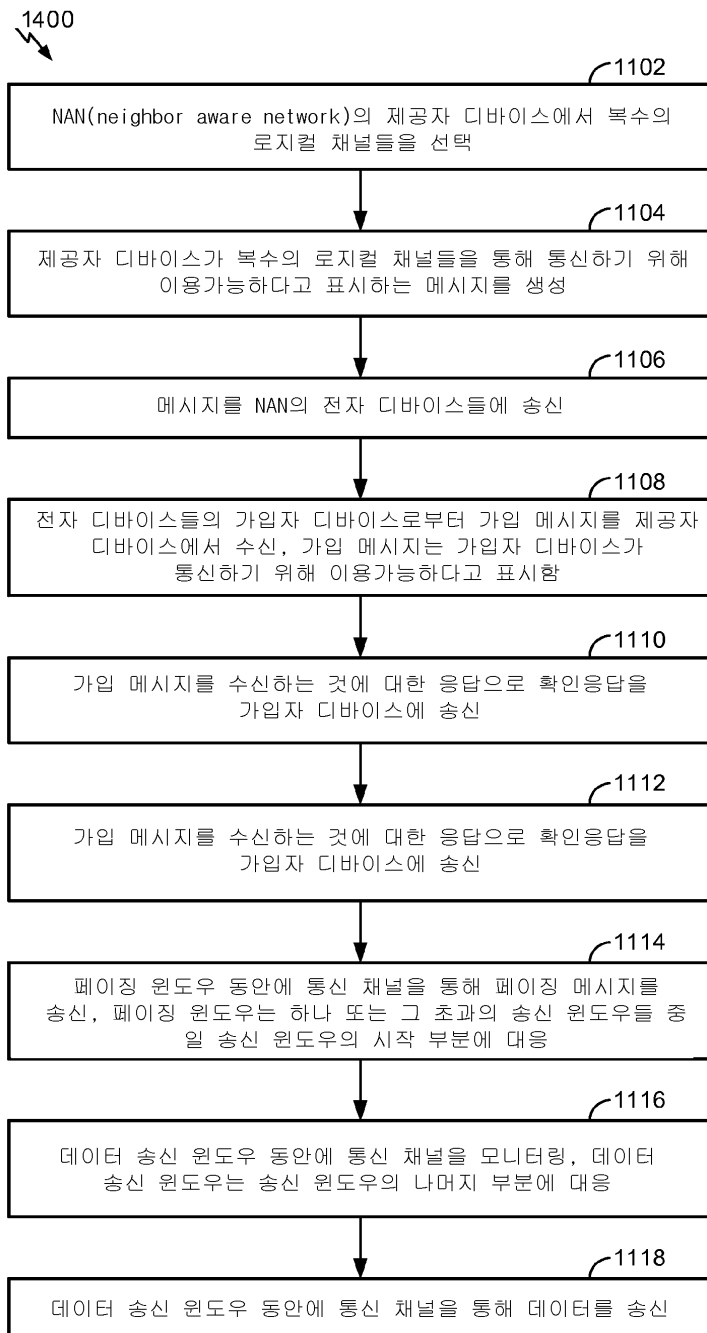 1400
1102
NAN(neighbor aware network)의 제공자 디바이스에서 복수의
로지컬 채널들을 선택
1104
제공자 디바이스가 복수의 로지컬 채널들을 통해 통신하기 위해
이용가능하다고 표시하는 메시지를 생성
1106
메시지를 NAN의 전자 디바이스들에 송신
1108
전자 디바이스들의 가입자 디바이스로부터 가입 메시지를 제공자
디바이스에서 수신, 가입 메시지는 가입자 디바이스가
통신하기 위해 이용가능하다고 표시함
1110
가입 메시지를 수신하는 것에 대한 응답으로 확인응답을
가입자 디바이스에 송신
1112
가입 메시지를 수신하는 것에 대한 응답으로 확인응답을
가입자 디바이스에 송신
1114
페이징 윈도우 동안에 통신 채널을 통해 페이징 메시지를
송신, 페이징 윈도우는 하나 또는 그 초과의 송신 윈도우들 중
일 송신 윈도우의 시작 부분에 대응
1116
데이터 송신 윈도우 동안에 통신 채널을 모니터링, 데이터
송신 윈도우는 송신 윈도우의 나머지 부분에 대응
1118
데이터 송신 윈도우 동안에 통신 채널을 통해 데이터를 송신